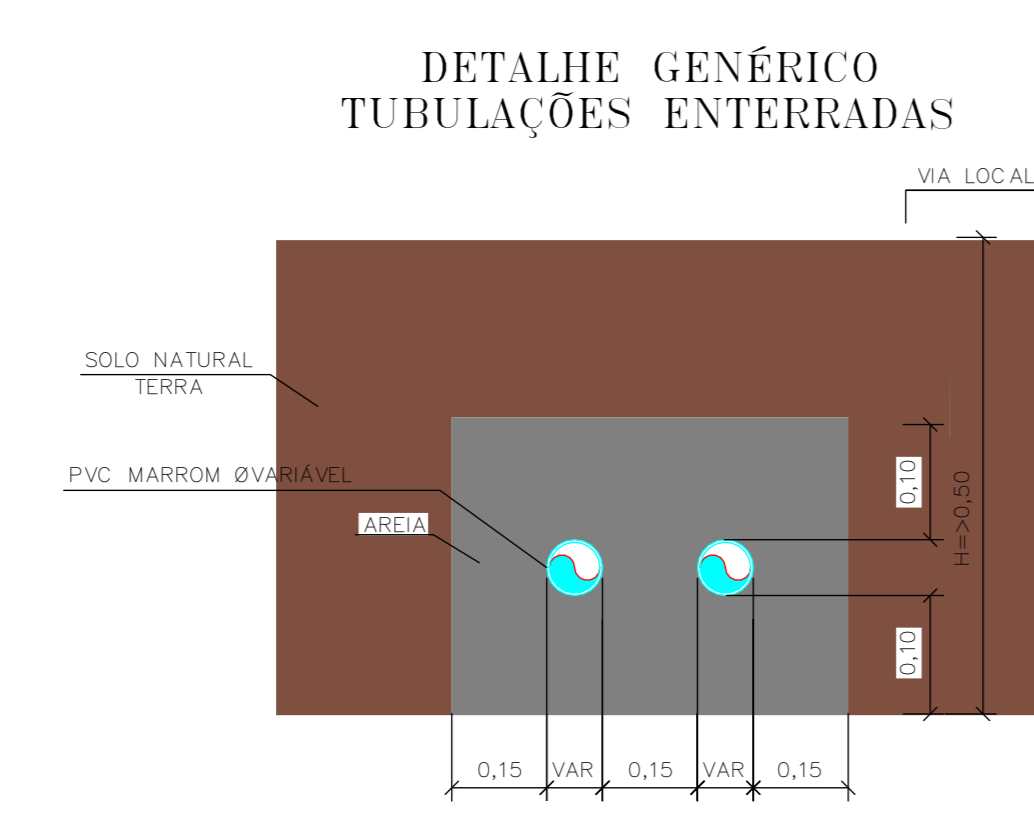 DETALHE GENÉRICO
TUBULAÇÕES ENTERRADAS
VIA LOCAL
SOLO NATURAL
TERRA
PVC MARROM ØVARIÁVEL
AREIA
0,10
H=>0,50
0,10
0,15 VAR 0,15 VAR 0,15